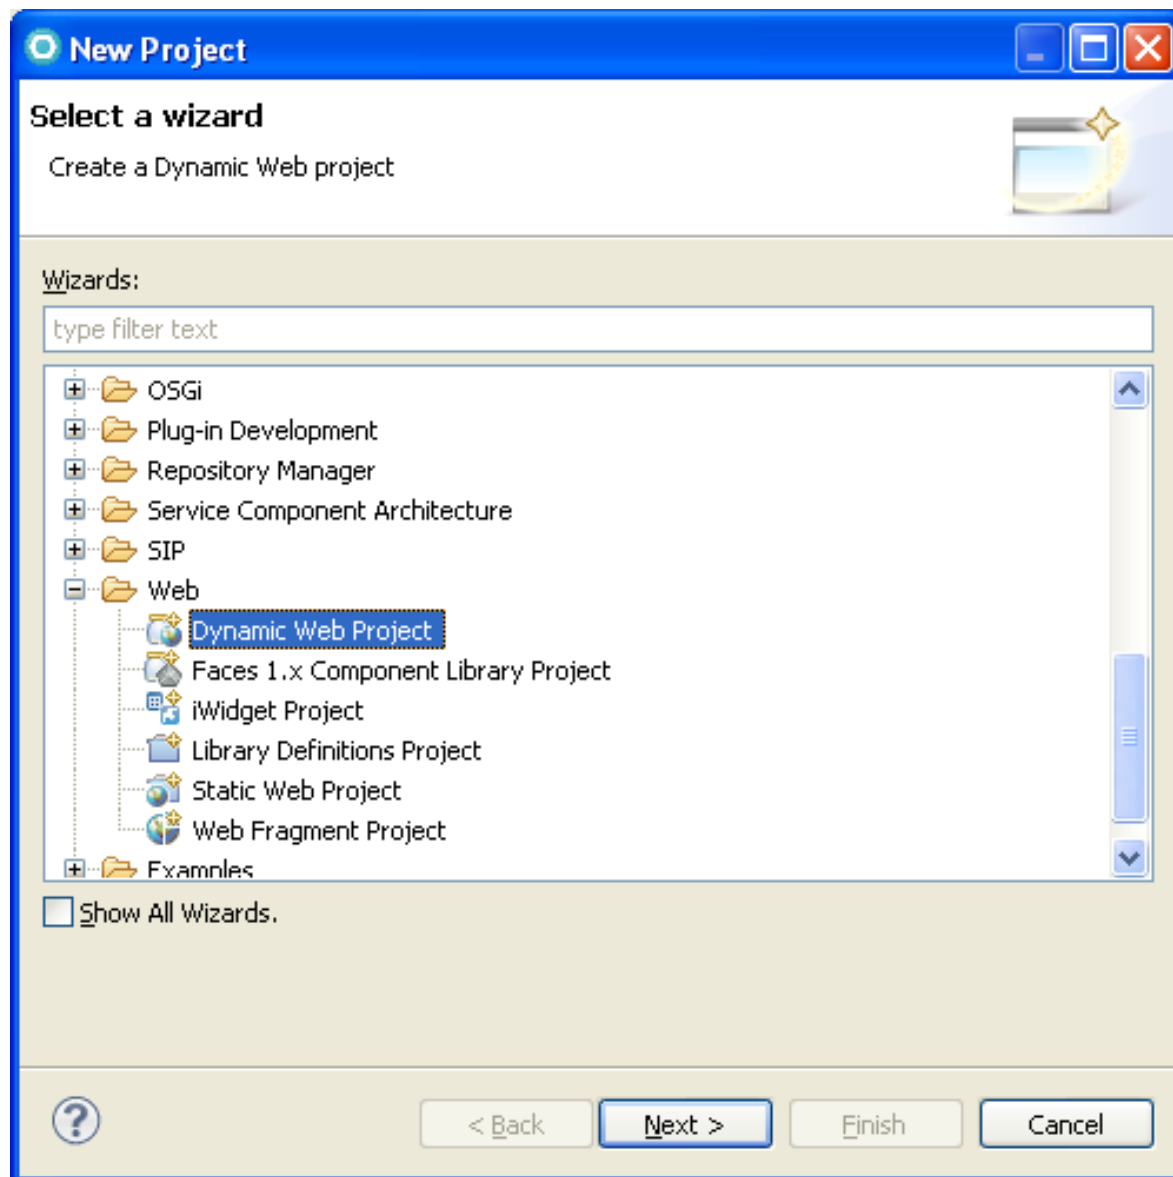 New Project
Select a wizard
Create a Dynamic Web project
Wizards:
type filter text
OSGi
Plug-in Development
Repository Manager
Service Component Architecture
SIP
Web
Dynamic Web Project
Faces 1.x Component Library Project
iWidget Project
Library Definitions Project
Static Web Project
Web Fragment Project
Examples
Show All Wizards.
?
< Back Next > Finish Cancel